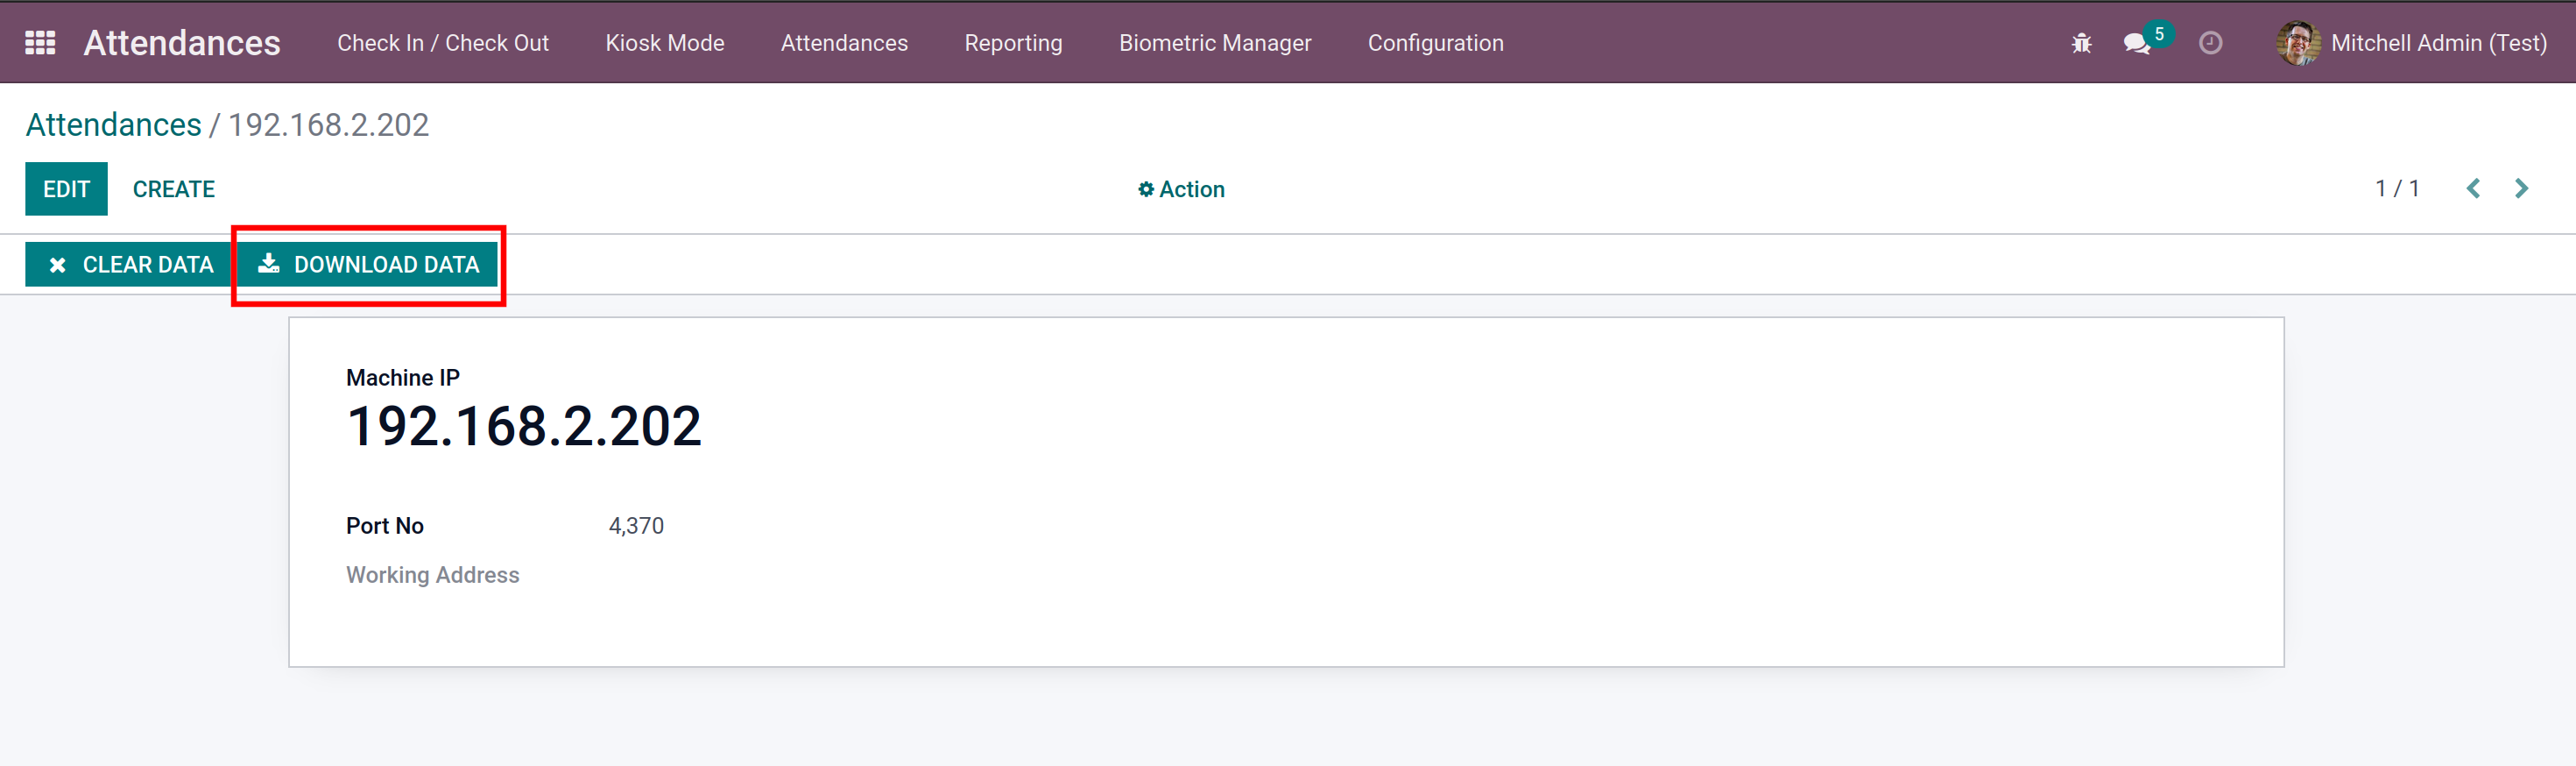 Attendances Check In / Check Out Kiosk Mode Attendances Reporting Biometric Manager Configuration 5 Mitchell Admin (Test)
Attendances / 192.168.2.202
EDIT CREATE Action 1 / 1
CLEAR DATA DOWNLOAD DATA
Machine IP
192.168.2.202
Port No 4,370
Working Address